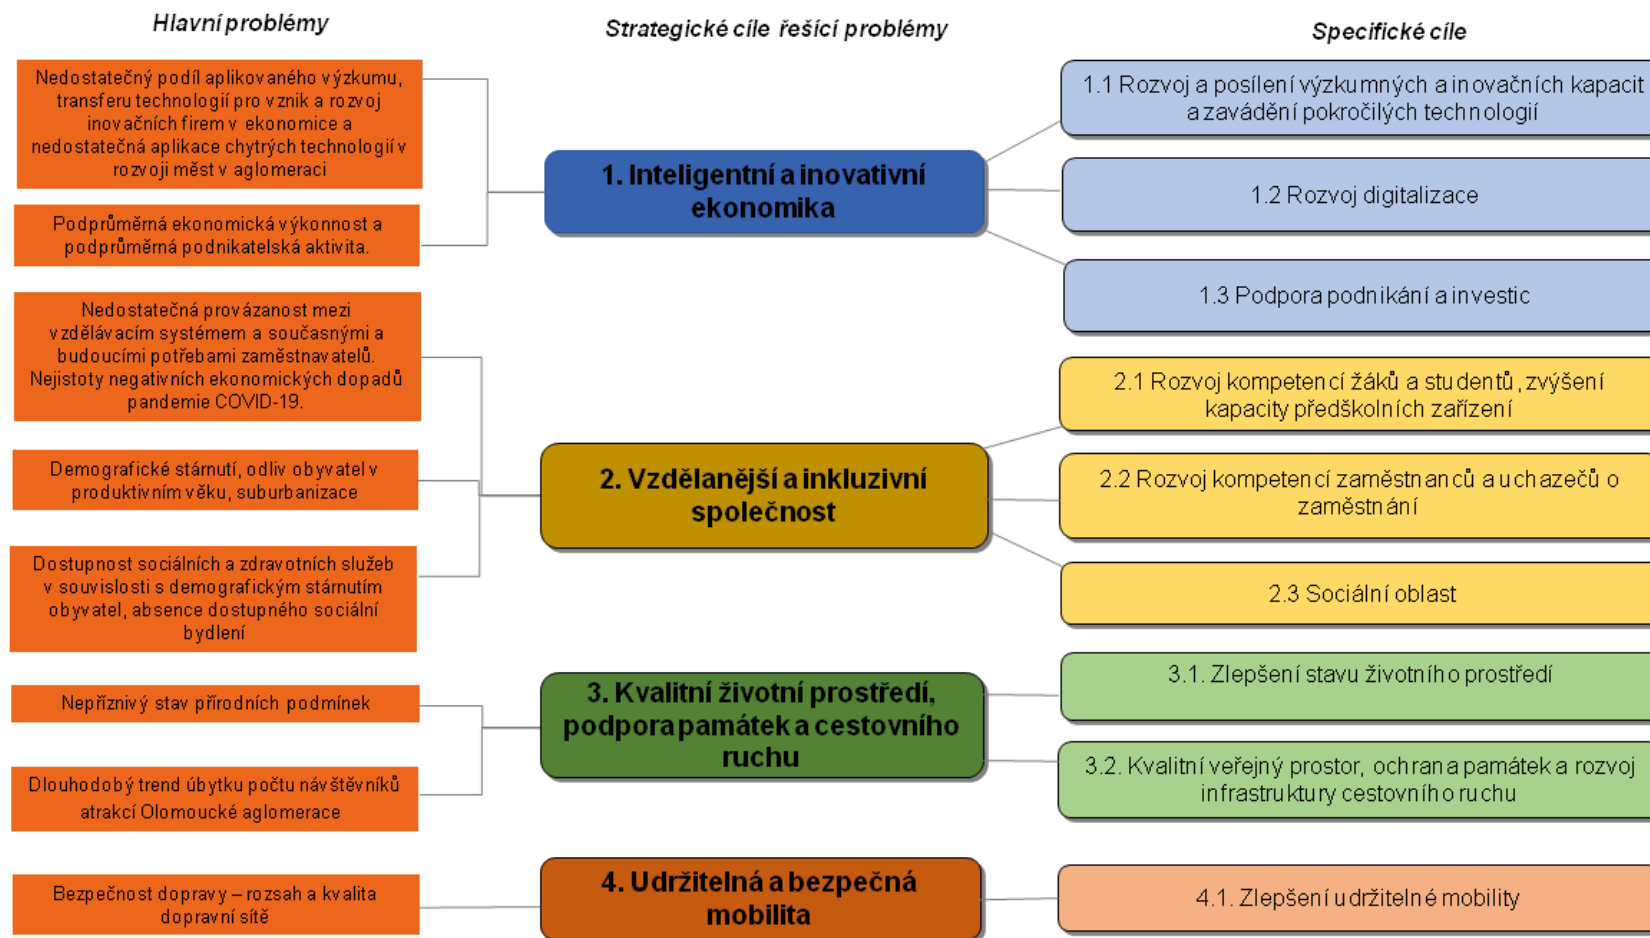 Hlavní problémy
Strategické cíle řešící problémy
Specifické cíle
Nedostatečný podíl aplikovaného výzkumu,
transferu technologií pro vznik a rozvoj
inovačních firem v ekonomice a
nedostatečná aplikace chytrých technologií v
rozvoji měst v aglomeraci
Podprůměrná ekonomická výkonnost a
podprůměrná podnikatelská aktivita.
1. Inteligentní a inovativní
ekonomika
1.1 Rozvoj a posílení výzkumných a inovačních kapacit
a zavádění pokročilých technologií
1.2 Rozvoj digitalizace
1.3 Podpora podnikání a investic
Nedostatečná provázanost mezi
vzdělávacím systémem a současnými a
budoucími potřebami zaměstnavatelů.
Nejistoty negativních ekonomických dopadů
pandemie COVID-19.
Demografické stárnutí, odliv obyvatel v
produktivním věku, suburbanizace
Dostupnost sociálních a zdravotních služeb
v souvislosti s demografickým stárnutím
obyvatel, absence dostupného sociální
bydlení
2. Vzdělanější a inkluzivní
společnost
2.1 Rozvoj kompetencí žáků a studentů, zvýšení
kapacity předškolních zařízení
2.2 Rozvoj kompetencí zaměstnanců a uchazečů o
zaměstnání
2.3 Sociální oblast
Nepříznivý stav přírodních podmínek
Dlouhodobý trend úbytku počtu návštěvníků
atrakcí Olomoucké aglomerace
3. Kvalitní životní prostředí,
podpora památek a cestovního
ruchu
3.1. Zlepšení stavu životního prostředí
3.2. Kvalitní veřejný prostor, ochrana památek a rozvoj
infrastruktury cestovního ruchu
Bezpečnost dopravy – rozsah a kvalita
dopravní sítě
4. Udržitelná a bezpečná
mobilita
4.1. Zlepšení udržitelné mobility